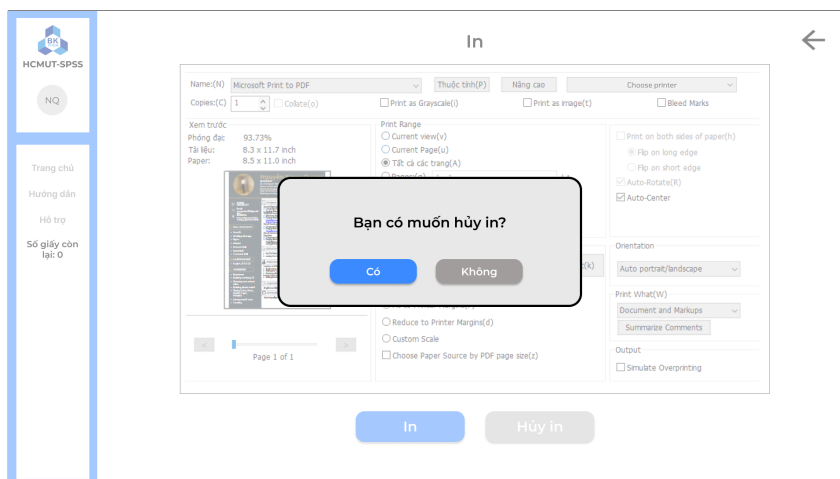 BK
HCMUT-SPSS
NQ
Trang chủ
Hướng dẫn
Hỗ trợ
Số giấy còn
lại: 0
In
Name:(N) Microsoft Print to PDF Thuộc tính(P) Nâng cao Choose printer
Copies:(C) 1 Collate(o) Print as Grayscale(i) Print as image(t) Bleed Marks
Xem trước
Phóng đại: 93.73%
Tài liệu: 8.3 x 11.7 inch
Paper: 8.5 x 11.0 inch
< >
Page 1 of 1
Print Range
Current view(v)
Current Page(u)
Tất cả các trang(A)
Bạn có muốn hủy in?
Có Không
Reduce to Printer Margins(d)
Custom Scale
Choose Paper Source by PDF page size(z)
Print on both sides of paper(h)
Flip on long edge
Flip on short edge
Auto-Rotate(R)
Auto-Center
Orientation
Auto portrait/landscape
Print What(W)
Document and Markups
Summarize Comments
Output
Simulate Overprinting
In Hủy in